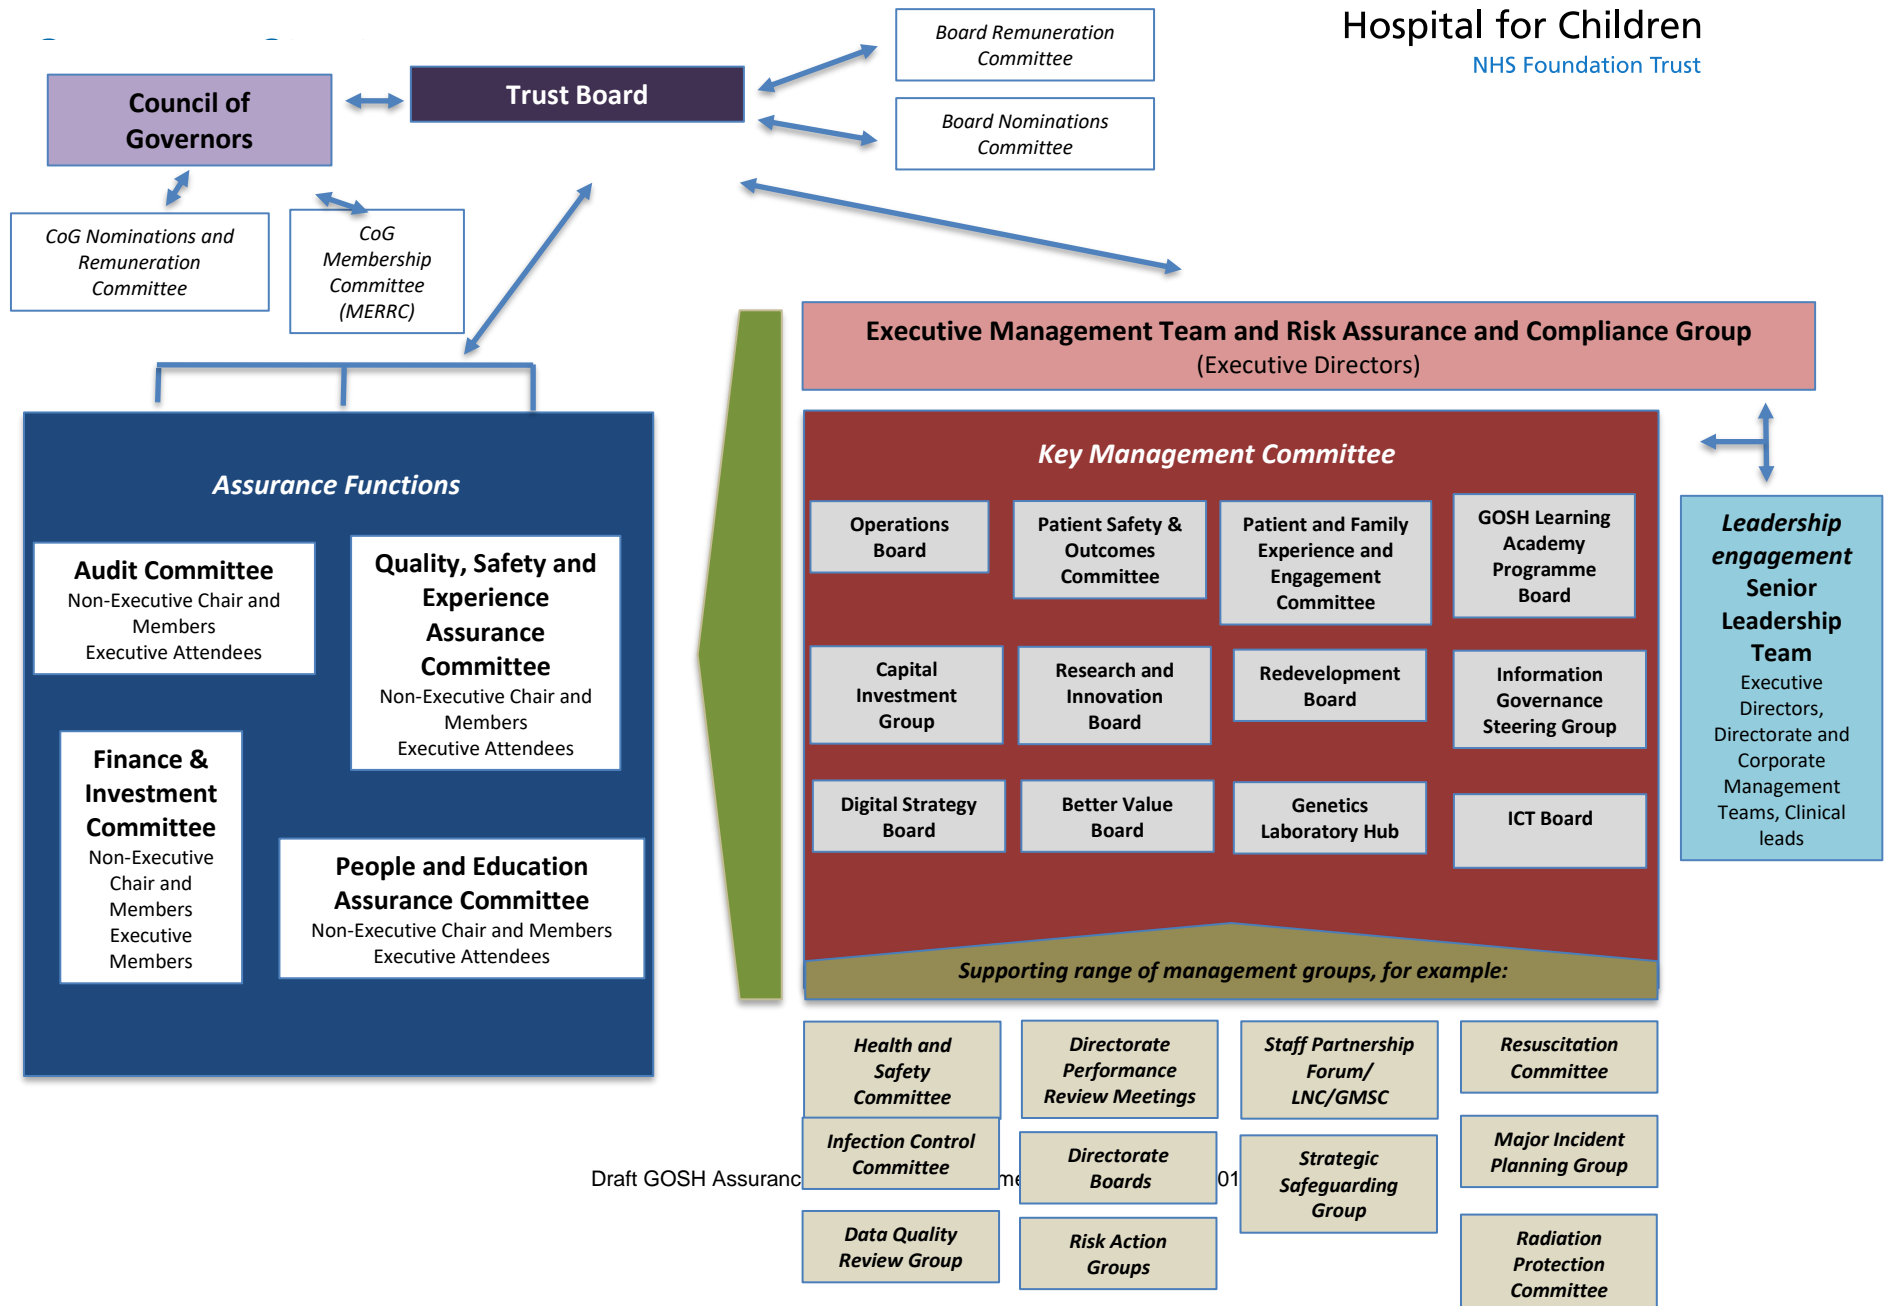 Hospital for Children
NHS Foundation Trust
Board Remuneration
Committee
Council of
Governors
Trust Board
Board Nominations
Committee
CoG Nominations and
Remuneration
Committee
CoG
Membership
Committee
(MERRC)
Executive Management Team and Risk Assurance and Compliance Group
(Executive Directors)
Assurance Functions
Audit Committee
Non-Executive Chair and
Members
Executive Attendees
Quality, Safety and
Experience
Assurance
Committee
Non-Executive Chair and
Members
Executive Attendees
Finance &
Investment
Committee
Non-Executive
Chair and
Members
Executive
Members
People and Education
Assurance Committee
Non-Executive Chair and Members
Executive Attendees
Key Management Committee
Operations
Board
Patient Safety &
Outcomes
Committee
Patient and Family
Experience and
Engagement
Committee
GOSH Learning
Academy
Programme
Board
Capital
Investment
Group
Research and
Innovation
Board
Redevelopment
Board
Information
Governance
Steering Group
Digital Strategy
Board
Better Value
Board
Genetics
Laboratory Hub
ICT Board
Leadership
engagement
Senior
Leadership
Team
Executive
Directors,
Directorate and
Corporate
Management
Teams, Clinical
leads
Supporting range of management groups, for example:
Health and
Safety
Committee
Directorate
Performance
Review Meetings
Staff Partnership
Forum/
LNC/GMSC
Resuscitation
Committee
Infection Control
Committee
Directorate
Boards
Strategic
Safeguarding
Group
Major Incident
Planning Group
Data Quality
Review Group
Risk Action
Groups
Radiation
Protection
Committee
Draft GOSH